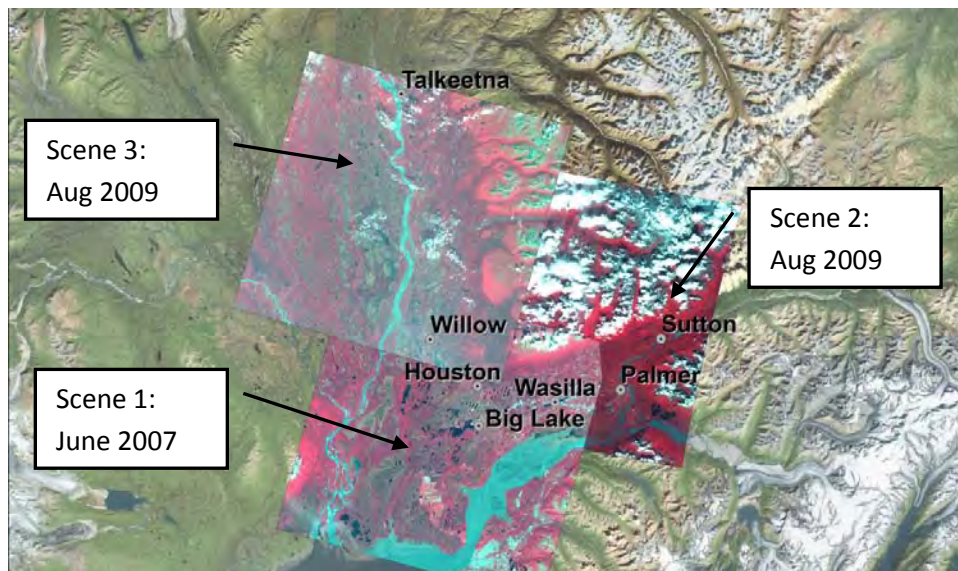 Talkeetna
Scene 3:
Aug 2009
Scene 2:
Aug 2009
Willow
Sutton
Houston
Wasilla
Palmer
Big Lake
Scene 1:
June 2007